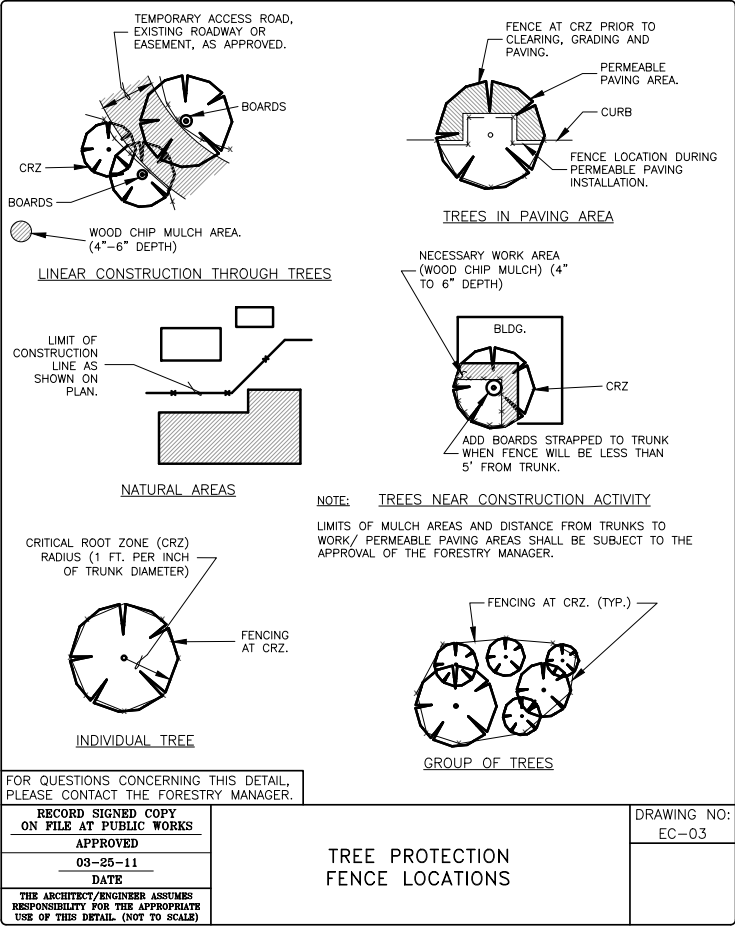 TEMPORARY ACCESS ROAD,
EXISTING ROADWAY OR
EASEMENT, AS APPROVED.
BOARDS
CRZ
BOARDS
WOOD CHIP MULCH AREA.
(4"-6" DEPTH)
LINEAR CONSTRUCTION THROUGH TREES
FENCE AT CRZ PRIOR TO
CLEARING, GRADING AND
PAVING.
PERMEABLE
PAVING AREA.
CURB
FENCE LOCATION DURING
PERMEABLE PAVING
INSTALLATION.
TREES IN PAVING AREA
LIMIT OF
CONSTRUCTION
LINE AS
SHOWN ON
PLAN.
NATURAL AREAS
NECESSARY WORK AREA
(WOOD CHIP MULCH) (4"
TO 6" DEPTH)
BLDG.
CRZ
ADD BOARDS STRAPPED TO TRUNK
WHEN FENCE WILL BE LESS THAN
5' FROM TRUNK.
NOTE: TREES NEAR CONSTRUCTION ACTIVITY
LIMITS OF MULCH AREAS AND DISTANCE FROM TRUNKS TO
WORK/ PERMEABLE PAVING AREAS SHALL BE SUBJECT TO THE
APPROVAL OF THE FORESTRY MANAGER.
CRITICAL ROOT ZONE (CRZ)
RADIUS (1 FT. PER INCH
OF TRUNK DIAMETER)
FENCING
AT CRZ.
INDIVIDUAL TREE
FENCING AT CRZ. (TYP.)
GROUP OF TREES
FOR QUESTIONS CONCERNING THIS DETAIL,
PLEASE CONTACT THE FORESTRY MANAGER.
RECORD SIGNED COPY
ON FILE AT PUBLIC WORKS
APPROVED
03-25-11
DATE
THE ARCHITECT/ENGINEER ASSUMES
RESPONSIBILITY FOR THE APPROPRIATE
USE OF THIS DETAIL. (NOT TO SCALE)
TREE PROTECTION
FENCE LOCATIONS
DRAWING NO:
EC-03